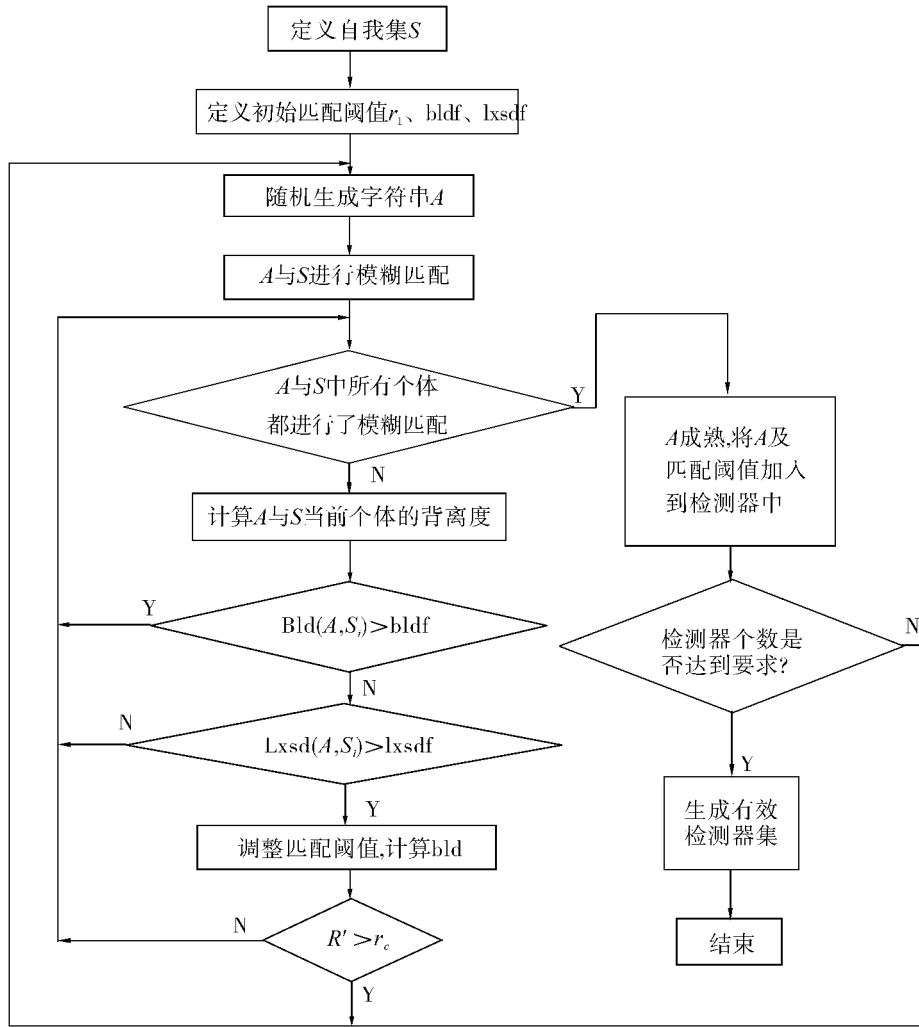 定义自我集S
定义初始匹配阈值r₁、bldf、lxsdf
随机生成字符串A
A与S进行模糊匹配
A与S中所有个体
都进行了模糊匹配
Y
N
计算A与S当前个体的背离度
Y
Bld(A,Sᵢ)>bldf
N
N
Lxsd(A,Sᵢ)>lxsdf
Y
调整匹配阈值,计算bld
N
R′>r_c
Y
A成熟,将A及
匹配阈值加入
到检测器中
检测器个数是
否达到要求?
N
Y
生成有效
检测器集
结束